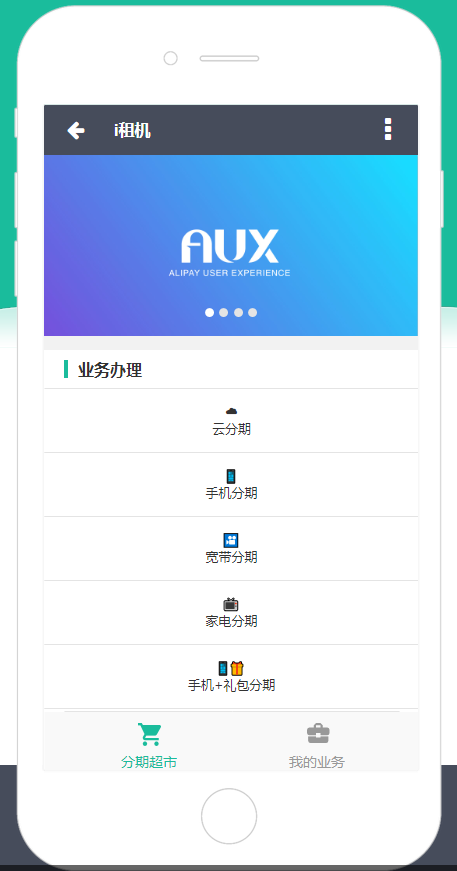 i租机
AUX
ALIPAY USER EXPERIENCE
业务办理
云分期
手机分期
宽带分期
家电分期
手机+礼包分期
分期超市
我的业务